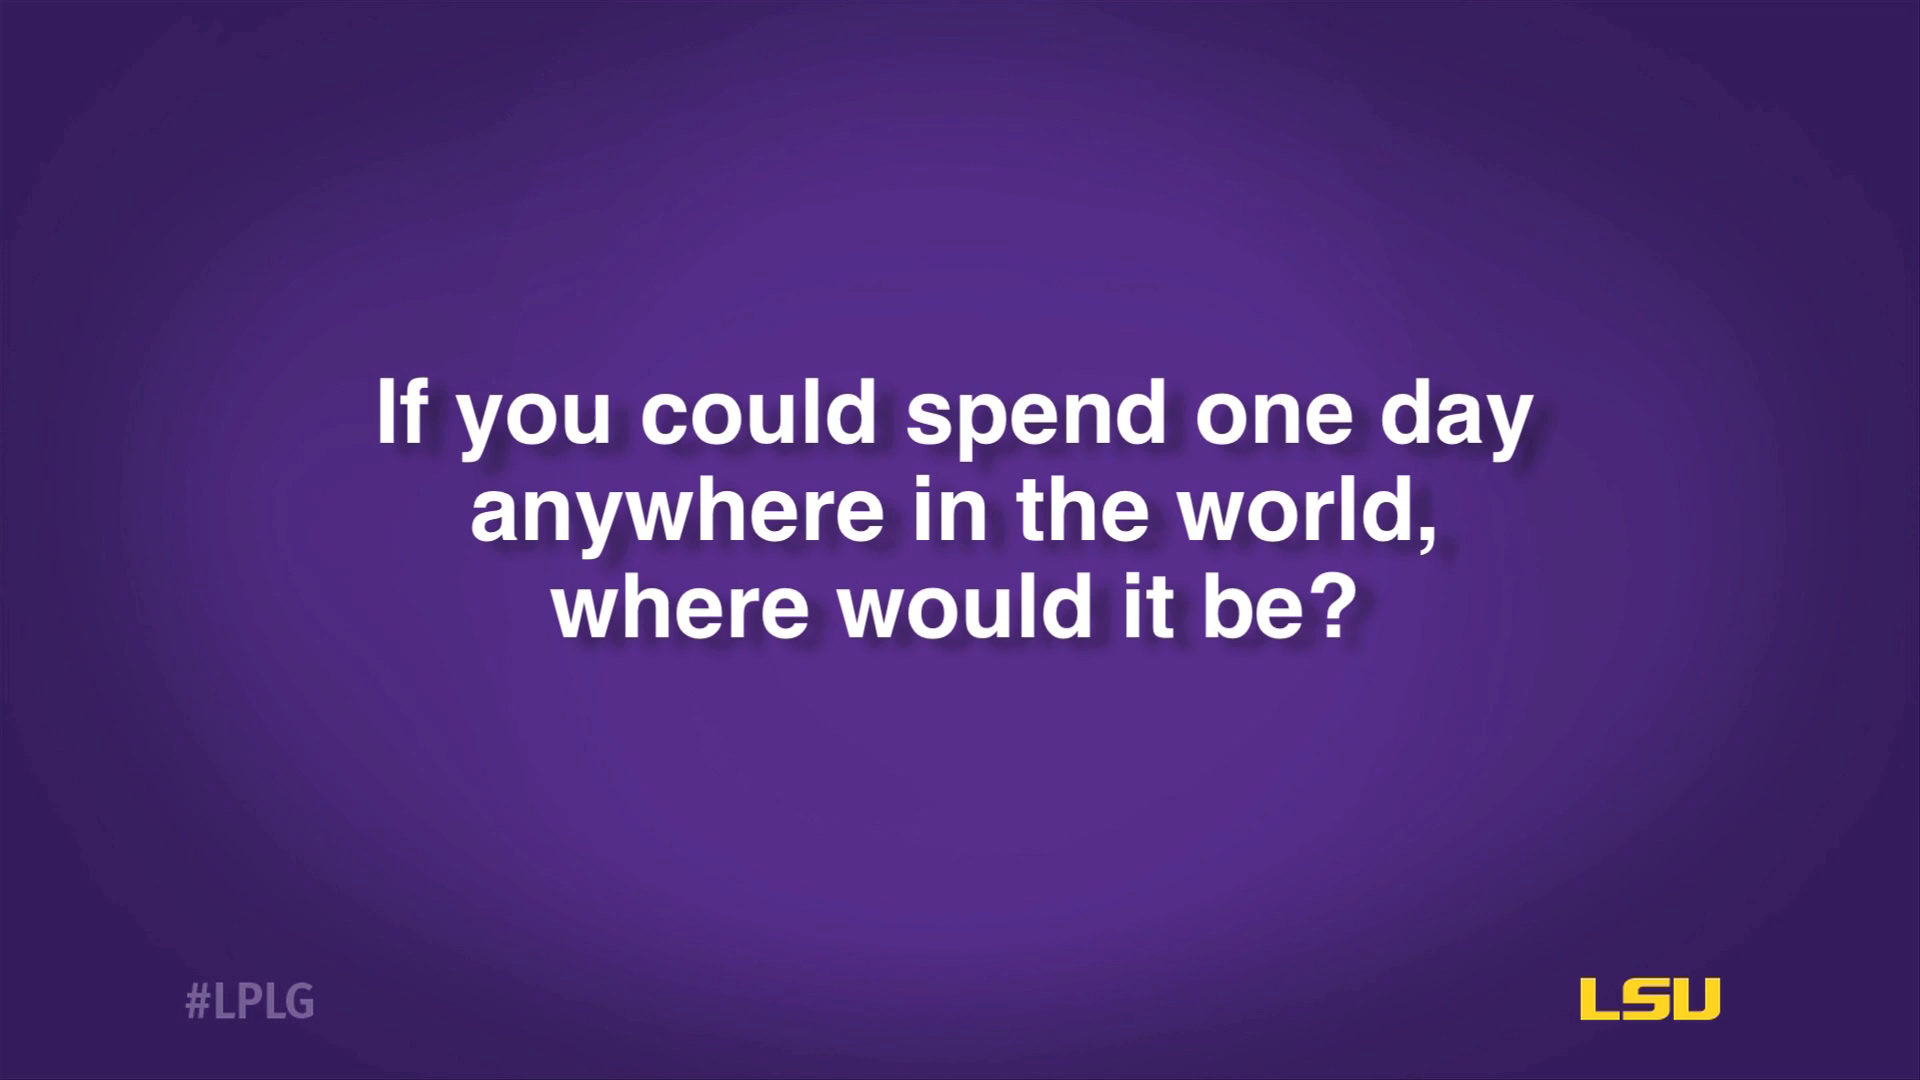 If you could spend one day
anywhere in the world,
where would it be?
#LPLG
LSU